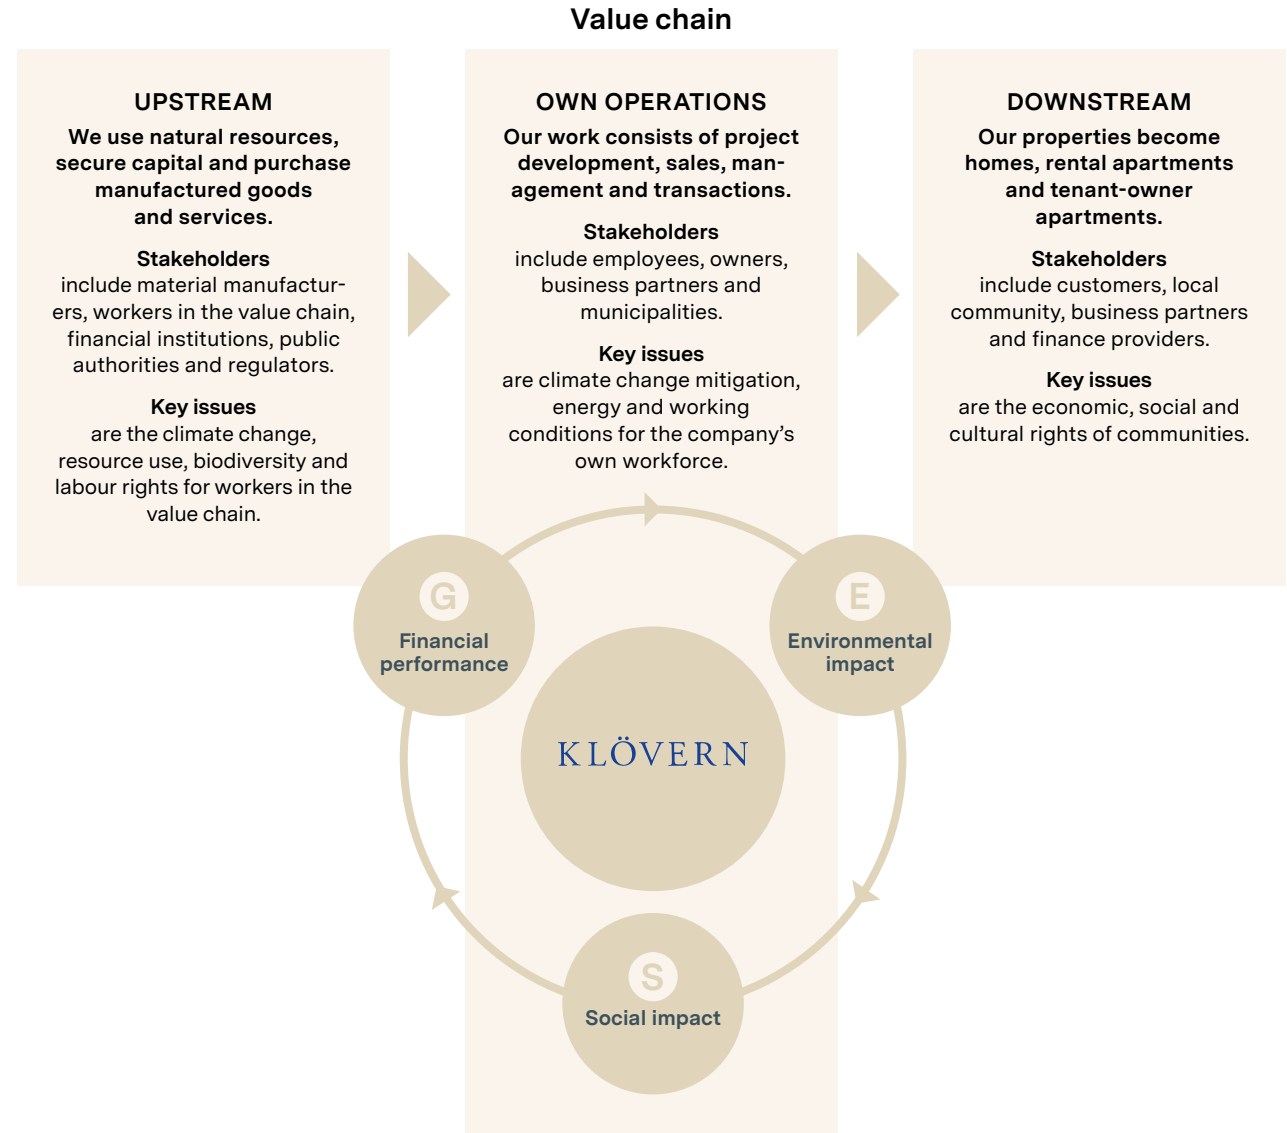 Value chain
UPSTREAM
We use natural resources,
secure capital and purchase
manufactured goods
and services.
Stakeholders
include material manufactur-
ers, workers in the value chain,
financial institutions, public
authorities and regulators.
Key issues
are the climate change,
resource use, biodiversity and
labour rights for workers in the
value chain.
OWN OPERATIONS
Our work consists of project
development, sales, man-
agement and transactions.
Stakeholders
include employees, owners,
business partners and
municipalities.
Key issues
are climate change mitigation,
energy and working
conditions for the company’s
own workforce.
DOWNSTREAM
Our properties become
homes, rental apartments
and tenant-owner
apartments.
Stakeholders
include customers, local
community, business partners
and finance providers.
Key issues
are the economic, social and
cultural rights of communities.
G
Financial
performance
E
Environmental
impact
KLÖVERN
S
Social impact